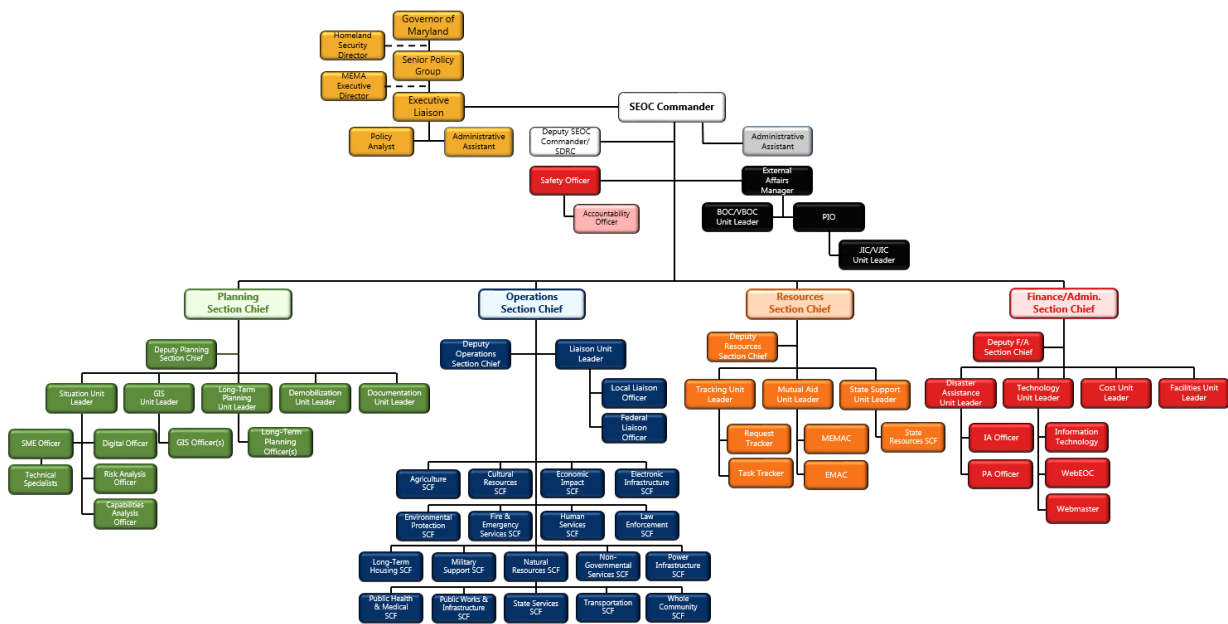 Governor of
Maryland
Homeland
Security
Director
Senior Policy
Group
MEMA
Executive
Director
Executive
Liaison
SEOC Commander
Policy
Analyst
Administrative
Assistant
Deputy SEOC
Commander/
SDRC
Administrative
Assistant
Safety Officer
External
Affairs
Manager
Accountability
Officer
BOC/VBOC
Unit Leader
PIO
JIC/VJIC
Unit Leader
Planning
Section Chief
Operations
Section Chief
Resources
Section Chief
Finance/Admin.
Section Chief
Deputy Planning
Section Chief
Deputy
Operations
Section Chief
Liaison Unit
Leader
Deputy
Resources
Section Chief
Deputy F/A
Section Chief
Situation Unit
Leader
GIS
Unit Leader
Long-Term
Planning
Unit Leader
Demobilization
Unit Leader
Documentation
Unit Leader
Local Liaison
Officer
Federal
Liaison
Officer
Tracking Unit
Leader
Mutual Aid
Unit Leader
State Support
Unit Leader
Disaster
Assistance
Unit Leader
Technology
Unit Leader
Cost Unit
Leader
Facilities Unit
Leader
SME Officer
Digital Officer
GIS Officer(s)
Long-Term
Planning
Officer(s)
Technical
Specialists
Risk Analysis
Officer
Capabilities
Analysis
Officer
Request
Tracker
MEMAC
State
Resources SCF
Task Tracker
EMAC
IA Officer
Information
Technology
PA Officer
WebEOC
Webmaster
Agriculture
SCF
Cultural
Resources
SCF
Economic
Impact
SCF
Electronic
Infrastructure
SCF
Environmental
Protection
SCF
Fire &
Emergency
Services SCF
Human
Services
SCF
Law
Enforcement
SCF
Long-Term
Housing SCF
Military
Support SCF
Natural
Resources SCF
Non-
Governmental
Services SCF
Power
Infrastructure
SCF
Public Health
& Medical
SCF
Public Works &
Infrastructure
SCF
State Services
SCF
Transportation
SCF
Whole
Community
SCF